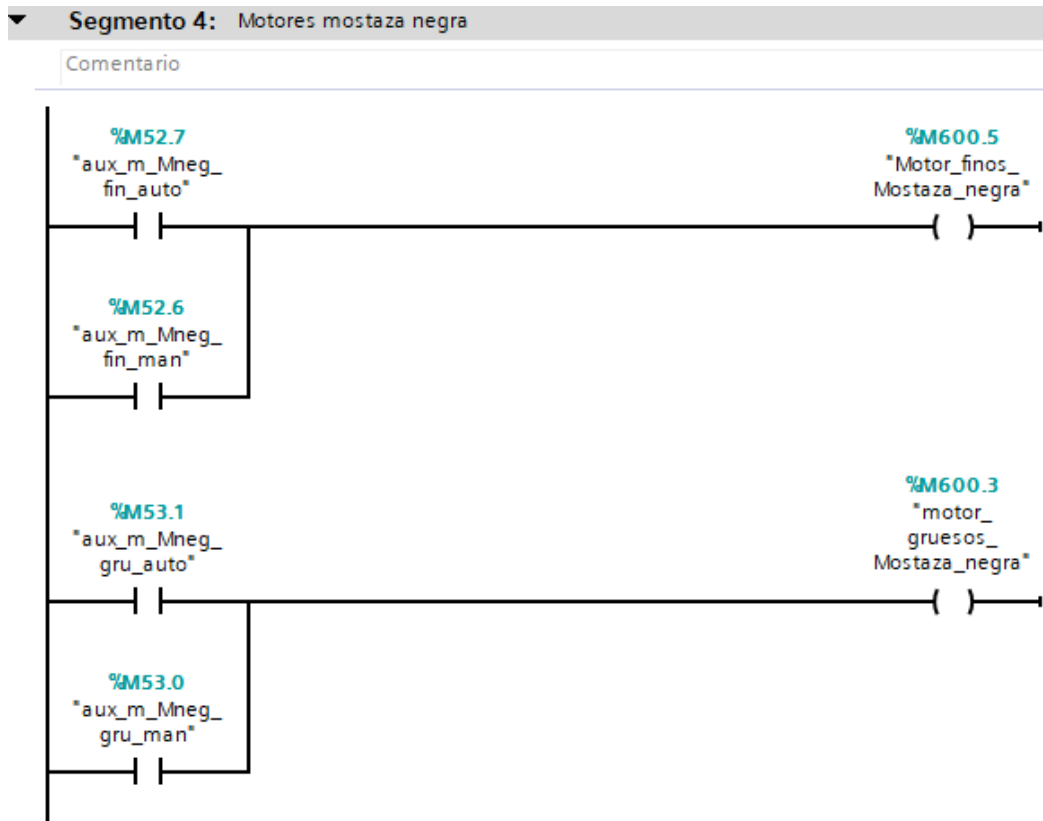 Segmento 4: Motores mostaza negra
Comentario
%M52.7
"aux_m_Mneg_
fin_auto"
%M600.5
"Motor_finos_
Mostaza_negra"
%M52.6
"aux_m_Mneg_
fin_man"
%M53.1
"aux_m_Mneg_
gru_auto"
%M600.3
"motor_
gruesos_
Mostaza_negra"
%M53.0
"aux_m_Mneg_
gru_man"